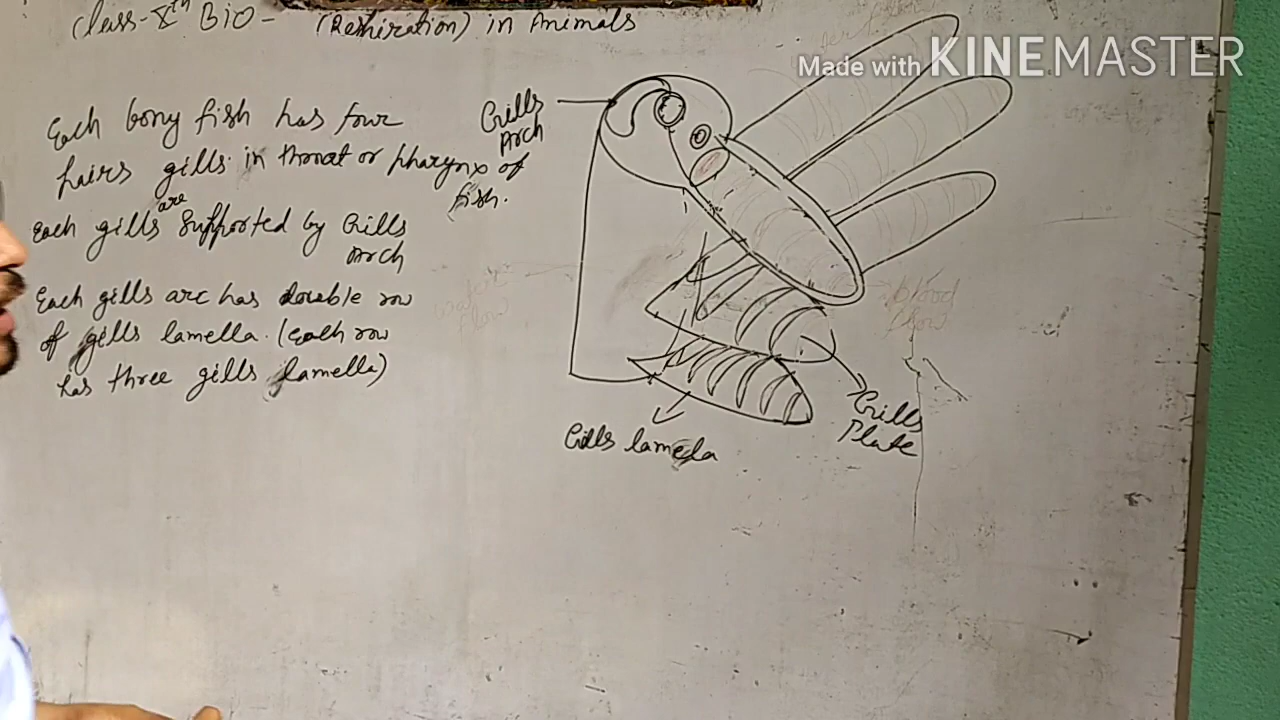 Class-Xth BiO- (Respiration) in Animals
Made with KINEMASTER
Each bony fish has four
pairs gills in throat or pharynx of
fish.
Each gills are supported by Gills
Arch
Each gills arc has double row
of gills lamella. (Each row
has three gills lamella)
Gills
Arch
blood
flow
Gills
Plate
Gills lamella